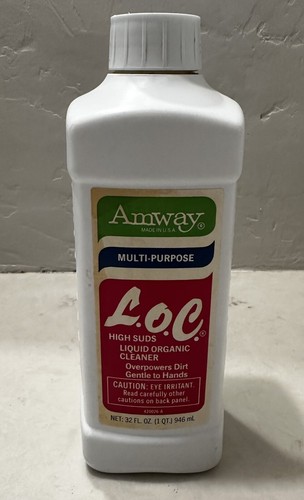 Amway®
MADE IN U.S.A.
MULTI-PURPOSE
L.O.C.®
HIGH SUDS
LIQUID ORGANIC
CLEANER
Overpowers Dirt
Gentle to Hands
CAUTION: EYE IRRITANT.
Read carefully other
cautions on back panel.
NET: 32 FL. OZ. (1 QT.) 946 mL